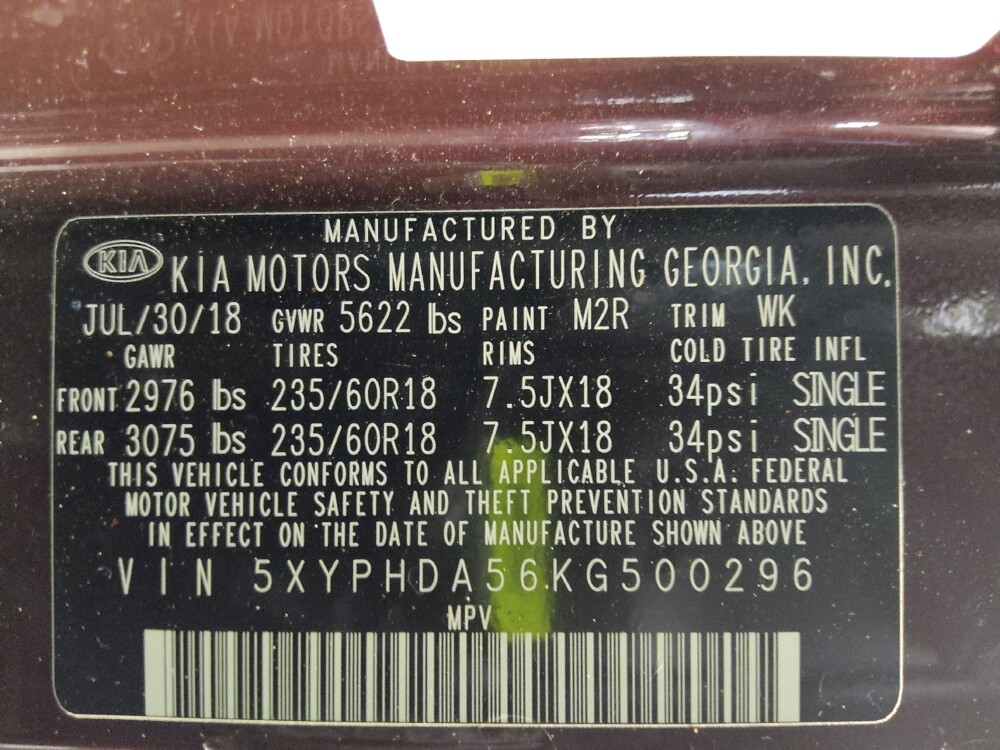 MANUFACTURED BY
KIA KIA MOTORS MANUFACTURING GEORGIA, INC.
JUL/30/18 GVWR 5622 lbs PAINT M2R TRIM WK
GAWR TIRES RIMS COLD TIRE INFL
FRONT 2976 lbs 235/60R18 7.5JX18 34psi SINGLE
REAR 3075 lbs 235/60R18 7.5JX18 34psi SINGLE
THIS VEHICLE CONFORMS TO ALL APPLICABLE U.S.A. FEDERAL
MOTOR VEHICLE SAFETY AND THEFT PREVENTION STANDARDS
IN EFFECT ON THE DATE OF MANUFACTURE SHOWN ABOVE
VIN 5XYPHDA56KG500296
MPV